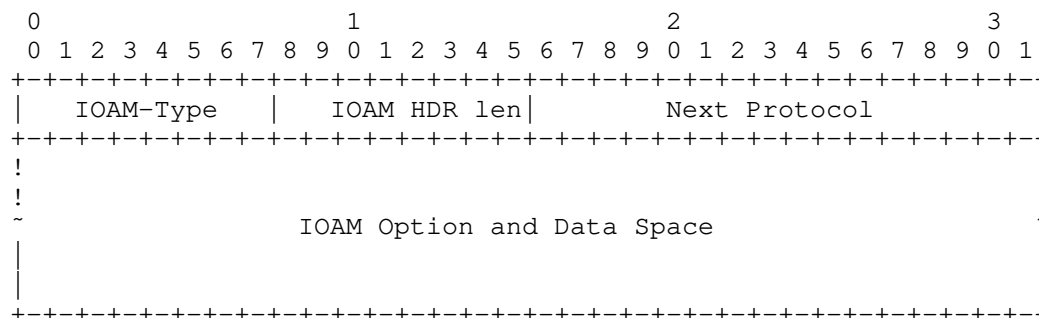 0                   1                   2                   3
0 1 2 3 4 5 6 7 8 9 0 1 2 3 4 5 6 7 8 9 0 1 2 3 4 5 6 7 8 9 0 1
+-+-+-+-+-+-+-+-+-+-+-+-+-+-+-+-+-+-+-+-+-+-+-+-+-+-+-+-+-+-+-+-+-
|   IOAM-Type   |   IOAM HDR len|        Next Protocol
+-+-+-+-+-+-+-+-+-+-+-+-+-+-+-+-+-+-+-+-+-+-+-+-+-+-+-+-+-+-+-+-+-
!
!
~                 IOAM Option and Data Space                    ~
|
|
+-+-+-+-+-+-+-+-+-+-+-+-+-+-+-+-+-+-+-+-+-+-+-+-+-+-+-+-+-+-+-+-+-